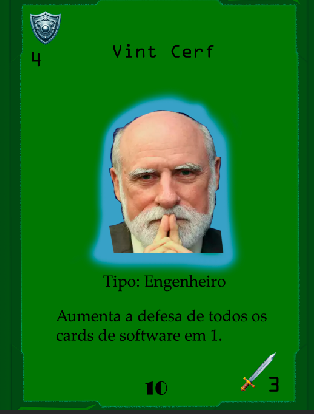 4
Vint Cerf
Tipo: Engenheiro
Aumenta a defesa de todos os
cards de software em 1.
10
3